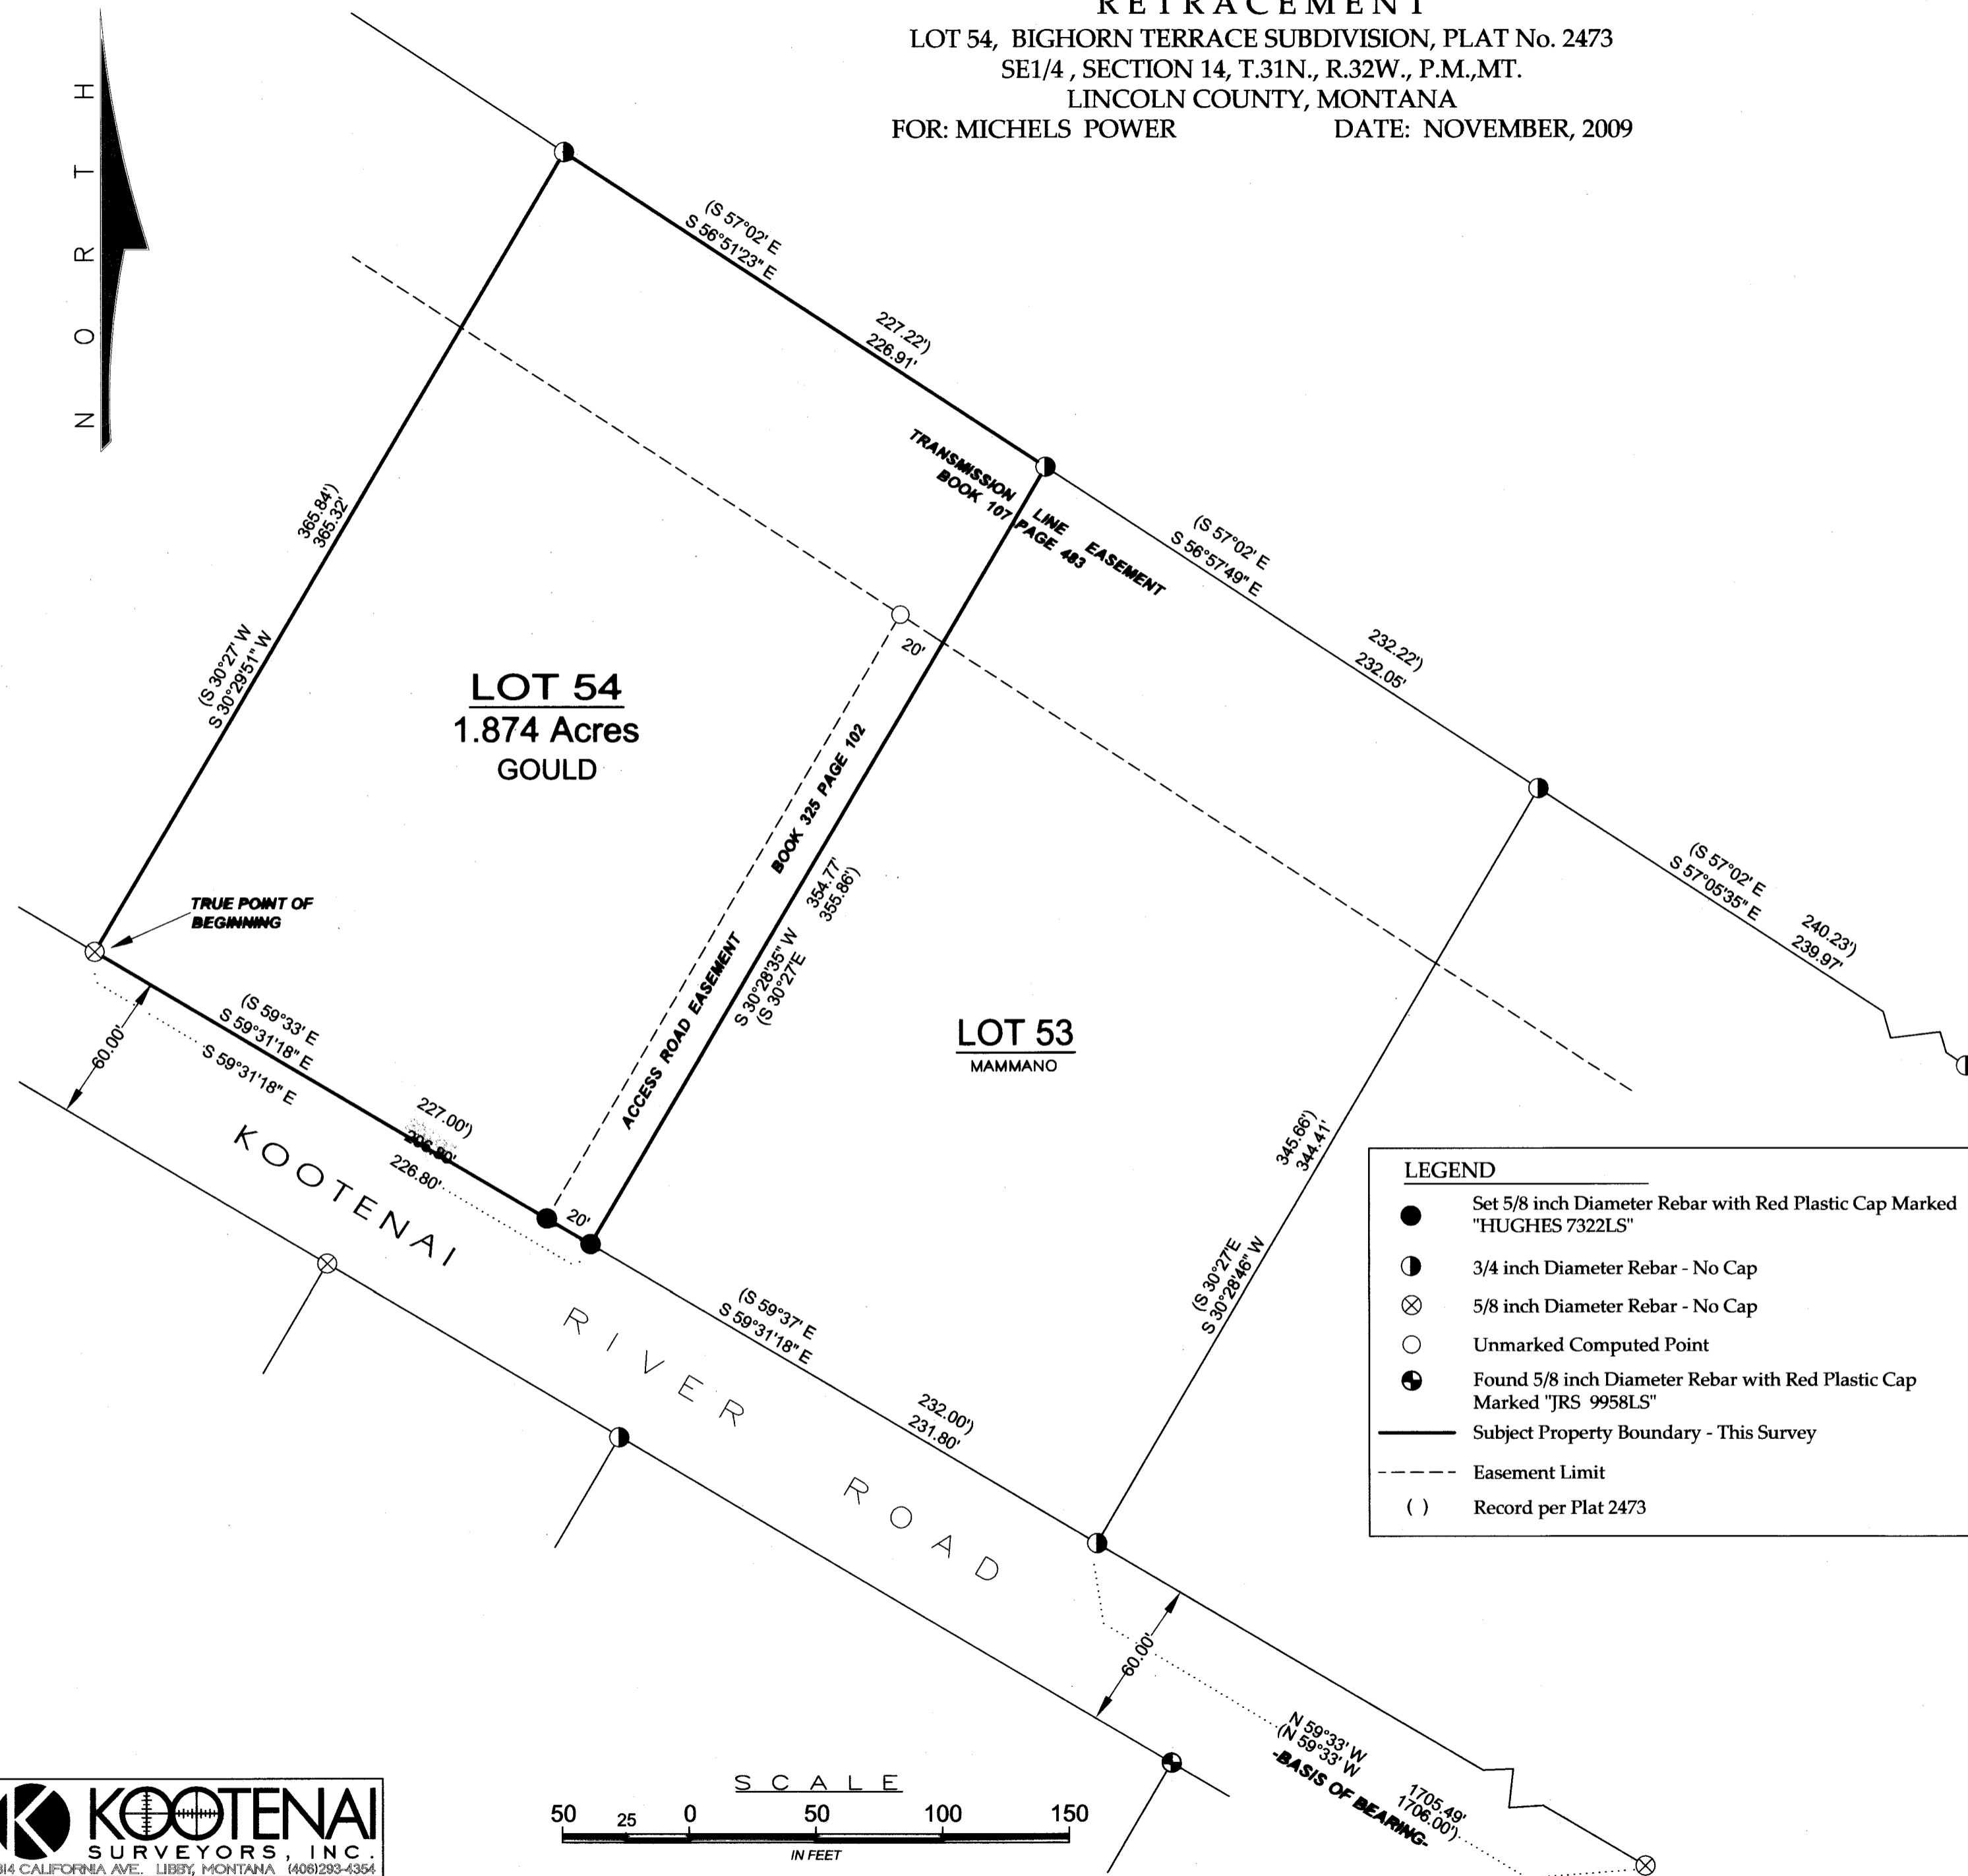 RETRACEMENT
LOT 54, BIGHORN TERRACE SUBDIVISION, PLAT No. 2473
SE1/4 , SECTION 14, T.31N., R.32W., P.M.,MT.
LINCOLN COUNTY, MONTANA
FOR: MICHELS POWER DATE: NOVEMBER, 2009
NORTH
(S 57°02' E
S 56°51'23" E
227.22')
226.91'
TRANSMISSION LINE EASEMENT
BOOK 107 PAGE 483
(S 57°02' E
S 56°57'49" E
232.22')
232.05'
(S 57°02' E
S 57°05'35" E
240.23')
239.97'
365.84')
365.32'
(S 30°27' W
S 30°29'51" W
LOT 54
1.874 Acres
GOULD
20'
ACCESS ROAD EASEMENT BOOK 325 PAGE 102
354.77'
355.86')
S 30°28'35" W
(S 30°27'E
LOT 53
MAMMANO
345.66')
344.41'
(S 30°27'E
S 30°28'46" W
TRUE POINT OF
BEGINNING
60.00'
(S 59°33' E
S 59°31'18" E
S 59°31'18" E
227.00')
226.80'
20'
KOOTENAI RIVER ROAD
(S 59°37' E
S 59°31'18" E
232.00')
231.80'
60.00'
N 59°33' W
(N 59°33' W
1705.49'
1706.00')
-BASIS OF BEARING-
LEGEND
Set 5/8 inch Diameter Rebar with Red Plastic Cap Marked
"HUGHES 7322LS"
3/4 inch Diameter Rebar - No Cap
5/8 inch Diameter Rebar - No Cap
Unmarked Computed Point
Found 5/8 inch Diameter Rebar with Red Plastic Cap
Marked "JRS 9958LS"
Subject Property Boundary - This Survey
Easement Limit
( ) Record per Plat 2473
SCALE
50 25 0 50 100 150
IN FEET
K KOOTENAI
SURVEYORS, INC.
CALIFORNIA AVE. LIBBY, MONTANA (406)293-4354